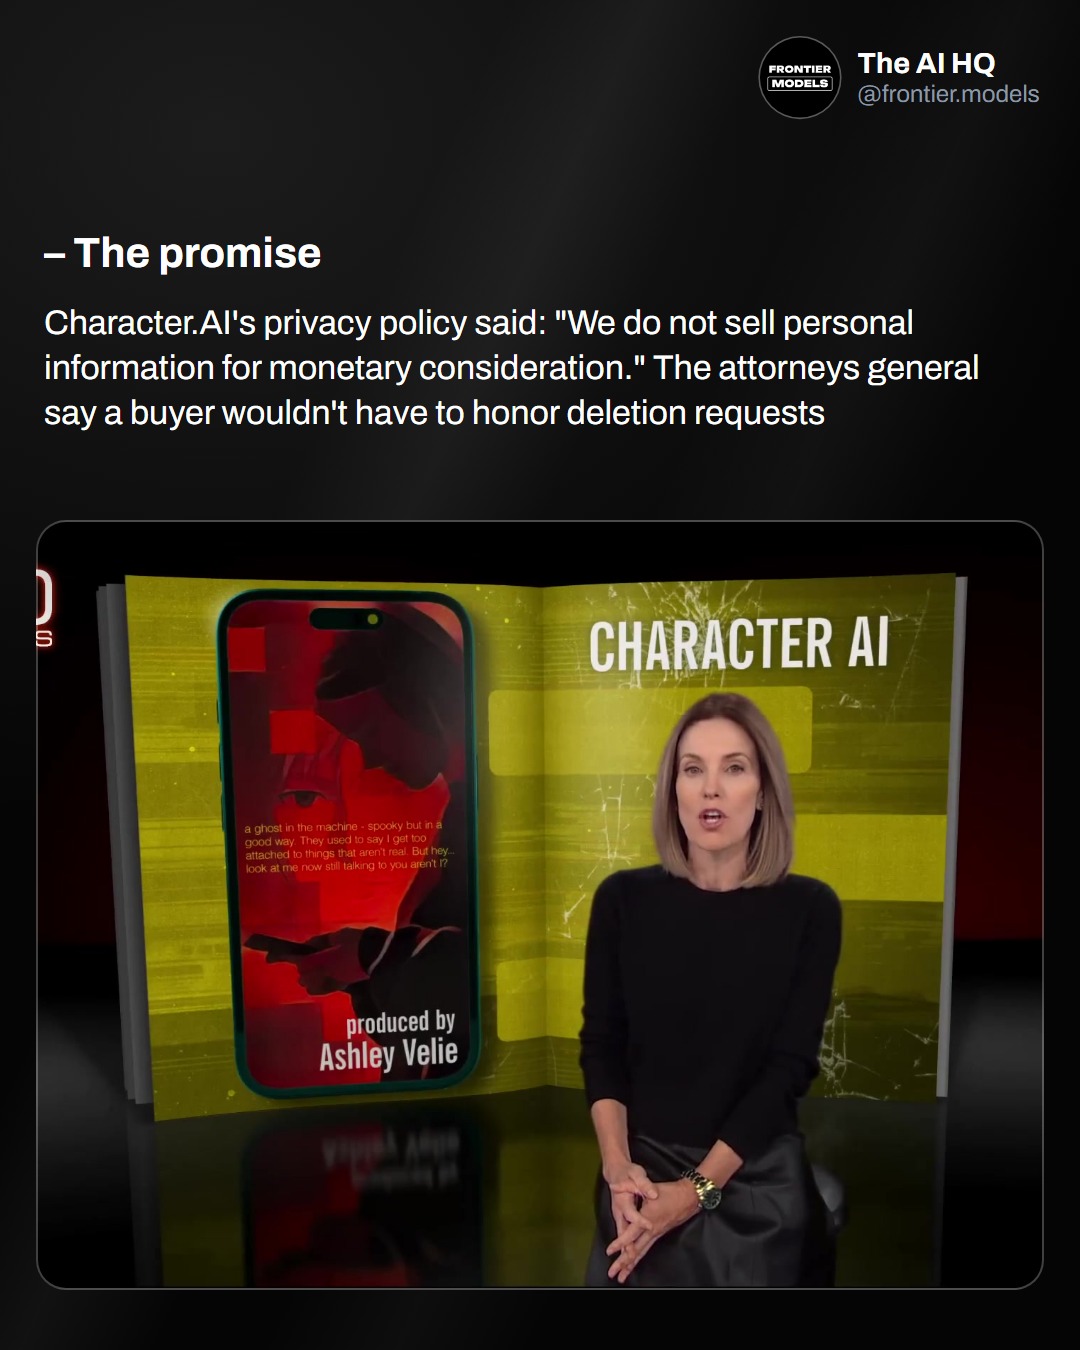 FRONTIER
MODELS
The AI HQ
@frontier.models
– The promise
Character.AI's privacy policy said: "We do not sell personal
information for monetary consideration." The attorneys general
say a buyer wouldn't have to honor deletion requests
CHARACTER AI
a ghost in the machine - spooky but in a
good way. They used to say I get too
attached to things that aren't real. But hey...
look at me now still talking to you aren't I?
produced by
Ashley Velie